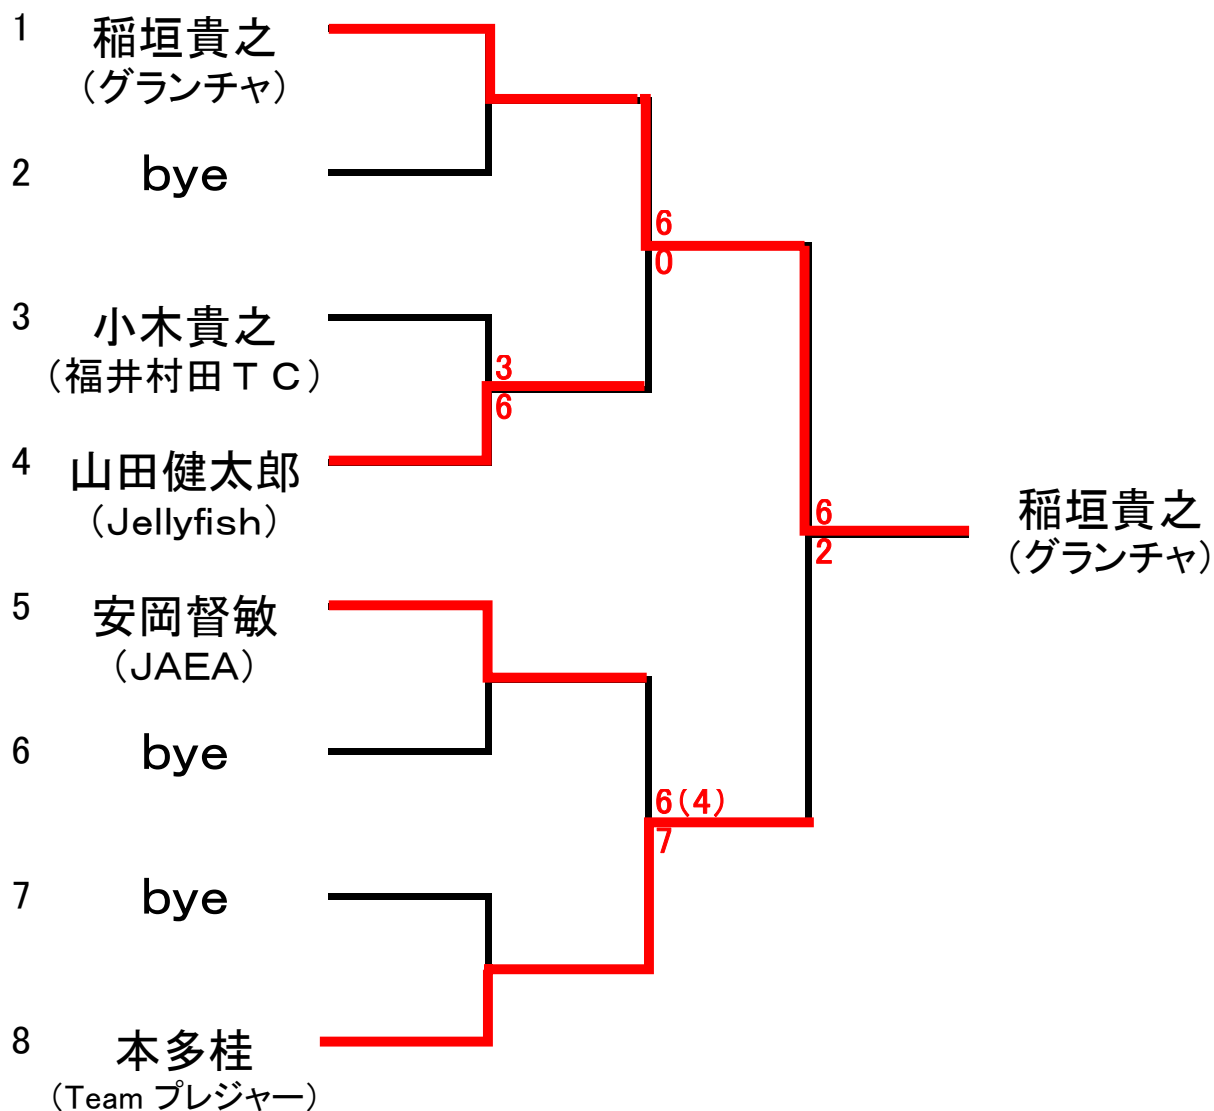 1
稲垣貴之
（グランチャ）
2
bye
6
0
3
小木貴之
（福井村田ＴＣ）
3
6
4
山田健太郎
（Jellyfish）
6
2
稲垣貴之
（グランチャ）
5
安岡督敏
（JAEA）
6
bye
6（4）
7
7
bye
8
本多桂
（Team プレジャー）